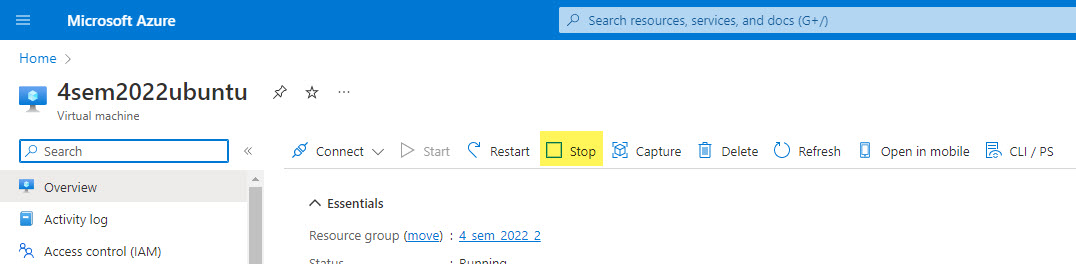 Microsoft Azure
Search resources, services, and docs (G+/)
Home
4sem2022ubuntu
Virtual machine
Search
Connect Start Restart Stop Capture Delete Refresh Open in mobile CLI / PS
Overview
Essentials
Activity log
Resource group (move) : 4_sem_2022_2
Access control (IAM)
Status : Running